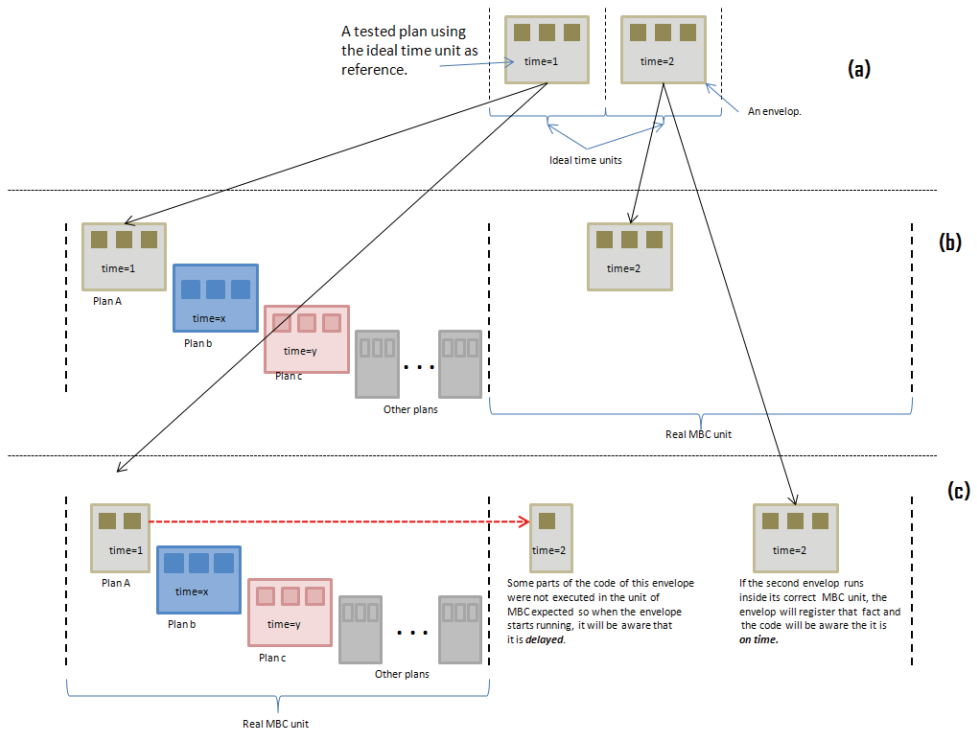 A tested plan using
the ideal time unit as
reference.
time=1
time=2
(a)
An envelop.
Ideal time units
(b)
time=1
time=2
Plan A
time=x
Plan b
time=y
Plan c
Other plans
Real MBC unit
(c)
time=1
time=2
time=2
Plan A
time=x
Plan b
time=y
Plan c
Other plans
Some parts of the code of this envelope
were not executed in the unit of
MBC expected so when the envelope
starts running, it will be aware that
it is delayed.
If the second envelop runs
inside its correct MBC unit, the
envelop will register that fact and
the code will be aware the it is
on time.
Real MBC unit